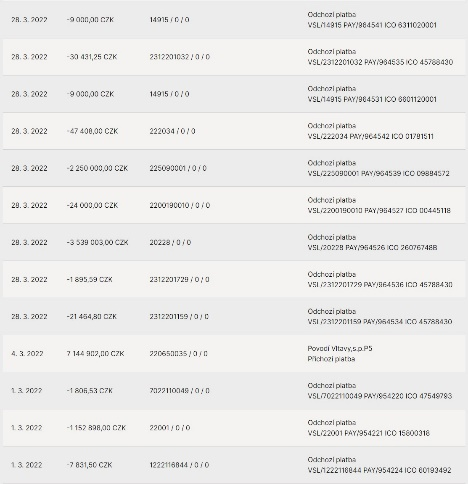 28. 3. 2022 -9 000,00 CZK 14915 / 0 / 0 Odchozí platba
VSL/14915 PAY/964541 ICO 6311020001
28. 3. 2022 -30 431,25 CZK 2312201032 / 0 / 0 Odchozí platba
VSL/2312201032 PAY/964535 ICO 45788430
28. 3. 2022 -9 000,00 CZK 14915 / 0 / 0 Odchozí platba
VSL/14915 PAY/964531 ICO 6601120001
28. 3. 2022 -47 408,00 CZK 222034 / 0 / 0 Odchozí platba
VSL/222034 PAY/964542 ICO 01781511
28. 3. 2022 -2 250 000,00 CZK 225090001 / 0 / 0 Odchozí platba
VSL/225090001 PAY/964539 ICO 09884572
28. 3. 2022 -24 000,00 CZK 2200190010 / 0 / 0 Odchozí platba
VSL/2200190010 PAY/964527 ICO 00445118
28. 3. 2022 -3 539 003,00 CZK 20228 / 0 / 0 Odchozí platba
VSL/20228 PAY/964526 ICO 26076748B
28. 3. 2022 -1 895,59 CZK 2312201729 / 0 / 0 Odchozí platba
VSL/2312201729 PAY/964536 ICO 45788430
28. 3. 2022 -21 464,80 CZK 2312201159 / 0 / 0 Odchozí platba
VSL/2312201159 PAY/964534 ICO 45788430
4. 3. 2022 7 144 902,00 CZK 220650035 / 0 / 0 Povodí Vltavy,s.p.P5
Příchozí platba
1. 3. 2022 -1 806,53 CZK 7022110049 / 0 / 0 Odchozí platba
VSL/7022110049 PAY/954220 ICO 47549793
1. 3. 2022 -1 152 898,00 CZK 22001 / 0 / 0 Odchozí platba
VSL/22001 PAY/954221 ICO 15800318
1. 3. 2022 -7 831,50 CZK 1222116844 / 0 / 0 Odchozí platba
VSL/1222116844 PAY/954224 ICO 60193492